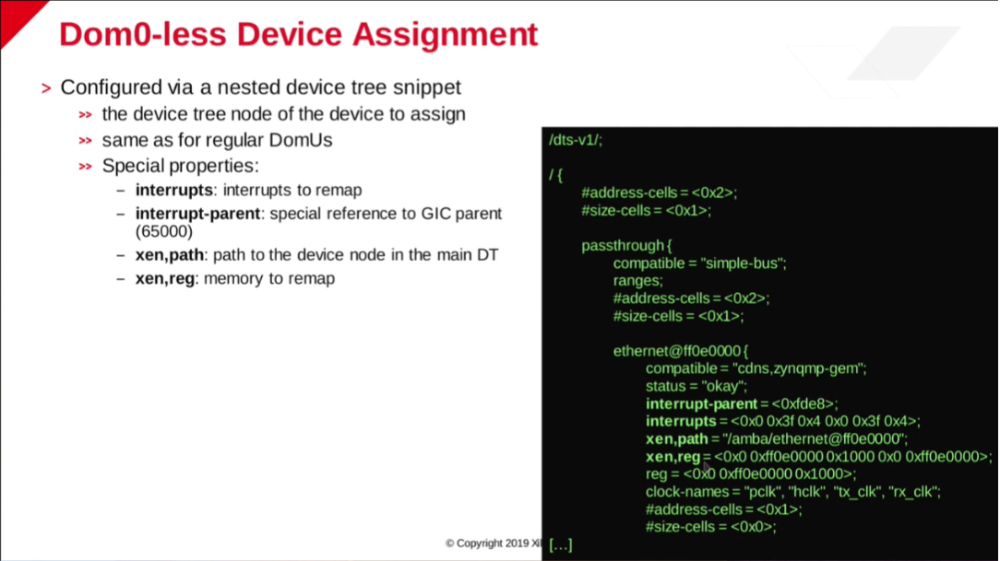 Dom0-less Device Assignment
> Configured via a nested device tree snippet
>> the device tree node of the device to assign
>> same as for regular DomUs
>> Special properties:
– interrupts: interrupts to remap
– interrupt-parent: special reference to GIC parent
(65000)
– xen,path: path to the device node in the main DT
– xen,reg: memory to remap
/dts-v1/;
/ {
#address-cells = <0x2>;
#size-cells = <0x1>;
passthrough {
compatible = "simple-bus";
ranges;
#address-cells = <0x2>;
#size-cells = <0x1>;
ethernet@ff0e0000 {
compatible = "cdns,zynqmp-gem";
status = "okay";
interrupt-parent = <0xfde8>;
interrupts = <0x0 0x3f 0x4 0x0 0x3f 0x4>;
xen,path = "/amba/ethernet@ff0e0000";
xen,reg = <0x0 0xff0e0000 0x1000 0x0 0xff0e0000>;
reg = <0x0 0xff0e0000 0x1000>;
clock-names = "pclk", "hclk", "tx_clk", "rx_clk";
#address-cells = <0x1>;
#size-cells = <0x0>;
[...]
© Copyright 2019 Xil